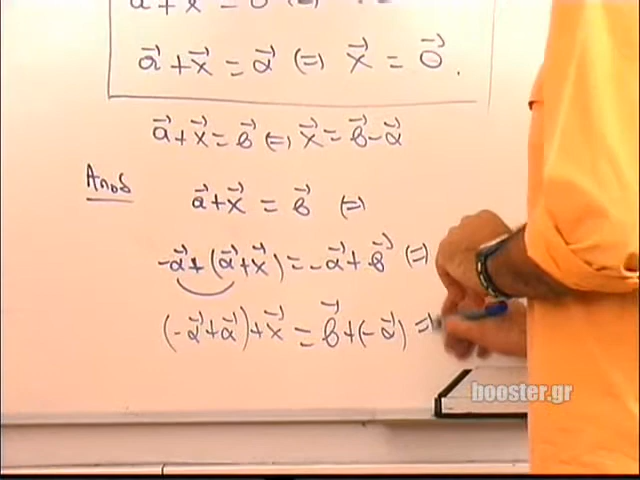 α⃗ + x⃗ = α⃗ ⇔ x⃗ = 0⃗.
α⃗ + x⃗ = β⃗ ⇔ x⃗ = β⃗ - α⃗
Αποδ
α⃗ + x⃗ = β⃗ ⇔
-α⃗ + (α⃗ + x⃗) = -α⃗ + β⃗ ⇔
(-α⃗ + α⃗) + x⃗ = β⃗ + (-α⃗) ⇔
booster.gr